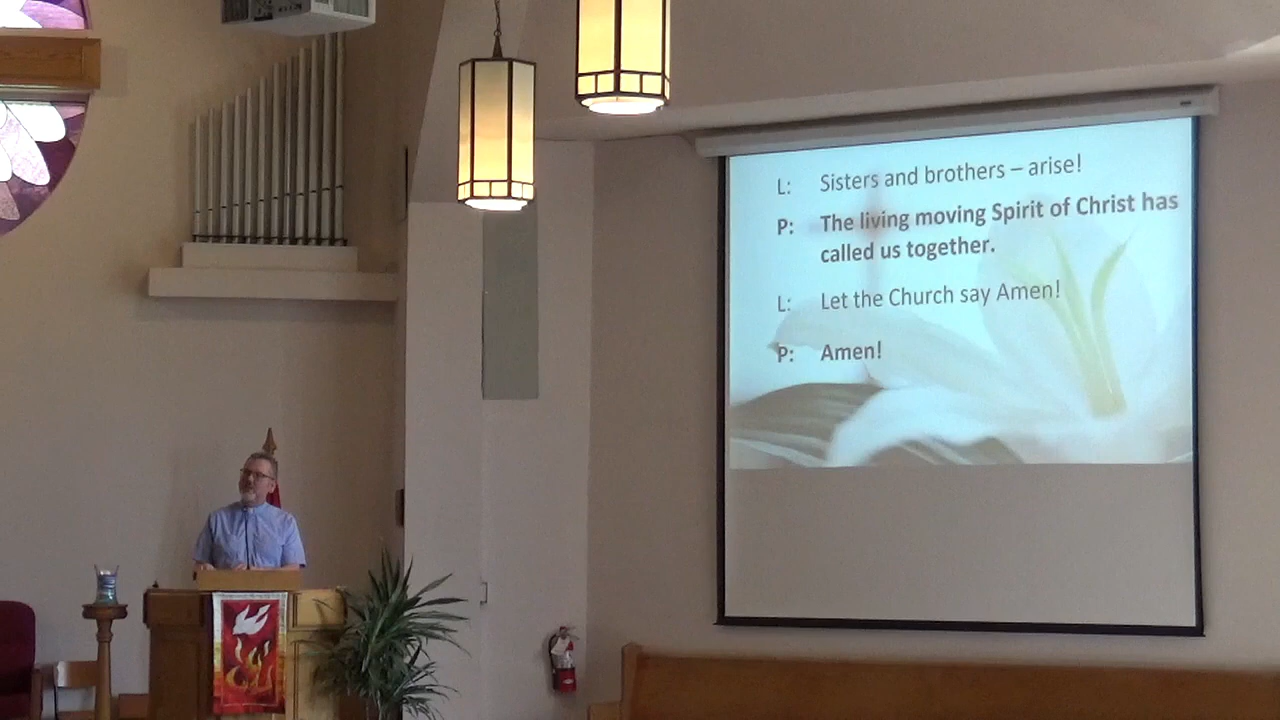 L: Sisters and brothers – arise!
P: The living moving Spirit of Christ has
called us together.
L: Let the Church say Amen!
P: Amen!